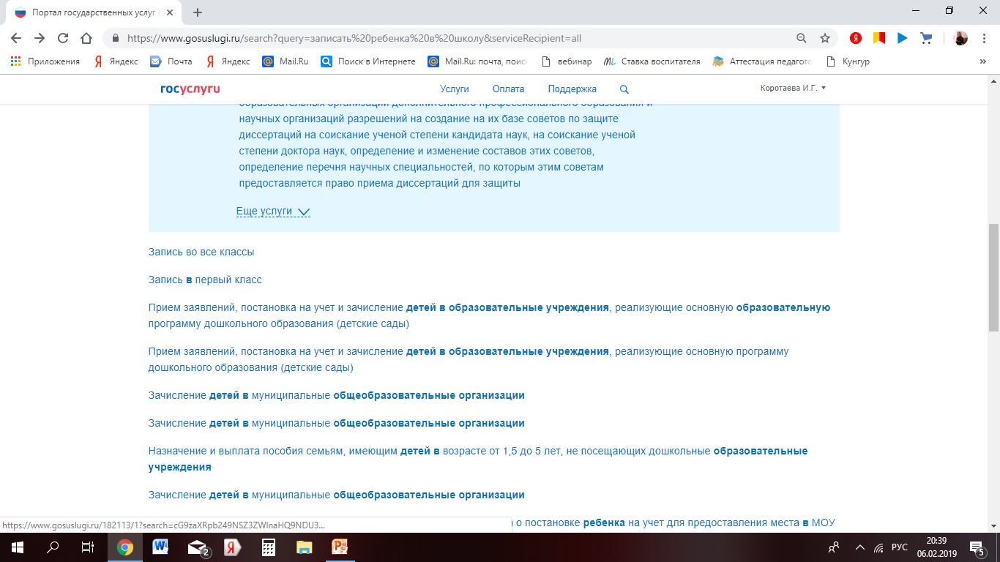 Портал государственных услуг
https://www.gosuslugi.ru/search?query=записать%20ребенка%20в%20школу&serviceRecipient=all
Приложения Яндекс Почта Яндекс Mail.Ru Поиск в Интернете Mail.Ru: почта, поис вебинар Ставка воспитателя Аттестация педагого Кунгур »
госуслуги Услуги Оплата Поддержка Коротаева И.Г.
образовательных организаций дополнительного профессионального образования и
научных организаций разрешений на создание на их базе советов по защите
диссертаций на соискание ученой степени кандидата наук, на соискание ученой
степени доктора наук, определение и изменение составов этих советов,
определение перечня научных специальностей, по которым этим советам
предоставляется право приема диссертаций для защиты
Еще услуги
Запись во все классы
Запись в первый класс
Прием заявлений, постановка на учет и зачисление детей в образовательные учреждения, реализующие основную образовательную
программу дошкольного образования (детские сады)
Прием заявлений, постановка на учет и зачисление детей в образовательные учреждения, реализующие основную программу
дошкольного образования (детские сады)
Зачисление детей в муниципальные общеобразовательные организации
Зачисление детей в муниципальные общеобразовательные организации
Назначение и выплата пособия семьям, имеющим детей в возрасте от 1,5 до 5 лет, не посещающих дошкольные образовательные
учреждения
Зачисление детей в муниципальные общеобразовательные организации
) о постановке ребенка на учет для предоставления места в МОУ
https://www.gosuslugi.ru/182113/1?search=cG9zaXRpb249NSZ3ZWlnaHQ9NDU3...
2 РУС 20:39
06.02.2019 5